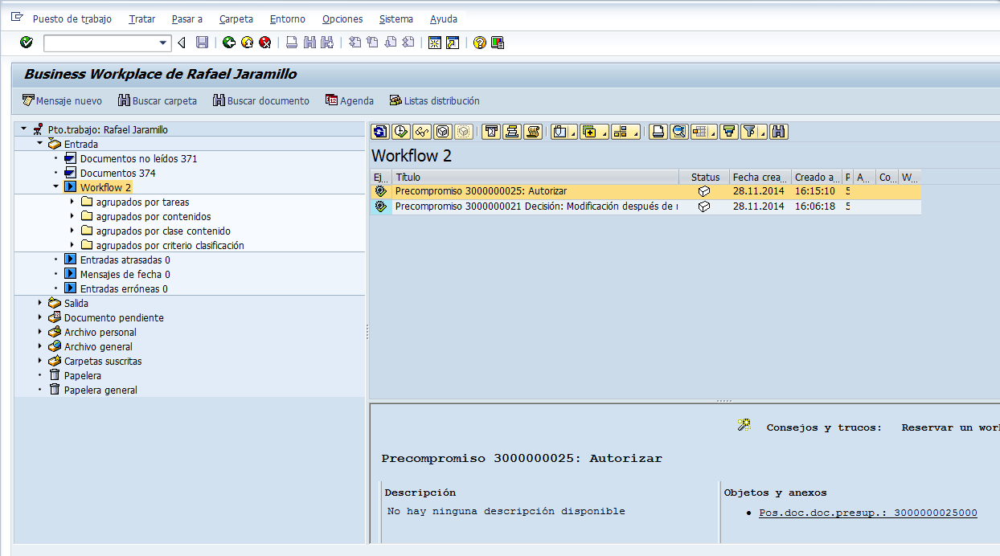 Puesto de trabajo Tratar Pasar a Carpeta Entorno Opciones Sistema Ayuda
Business Workplace de Rafael Jaramillo
Mensaje nuevo Buscar carpeta Buscar documento Agenda Listas distribución
Pto.trabajo: Rafael Jaramillo
Entrada
Documentos no leídos 371
Documentos 374
Workflow 2
agrupados por tareas
agrupados por contenidos
agrupados por clase contenido
agrupados por criterio clasificación
Entradas atrasadas 0
Mensajes de fecha 0
Entradas erróneas 0
Salida
Documento pendiente
Archivo personal
Archivo general
Carpetas suscritas
Papelera
Papelera general
Workflow 2
Ej... Título Status Fecha crea... Creado a... P A... Co... W...
Precompromiso 3000000025: Autorizar 28.11.2014 16:15:10 5
Precompromiso 3000000021 Decisión: Modificación después de 28.11.2014 16:06:18 5
Consejos y trucos: Reservar un work
Precompromiso 3000000025: Autorizar
Descripción
No hay ninguna descripción disponible
Objetos y anexos
• Pos.doc.doc.presup.: 3000000025000